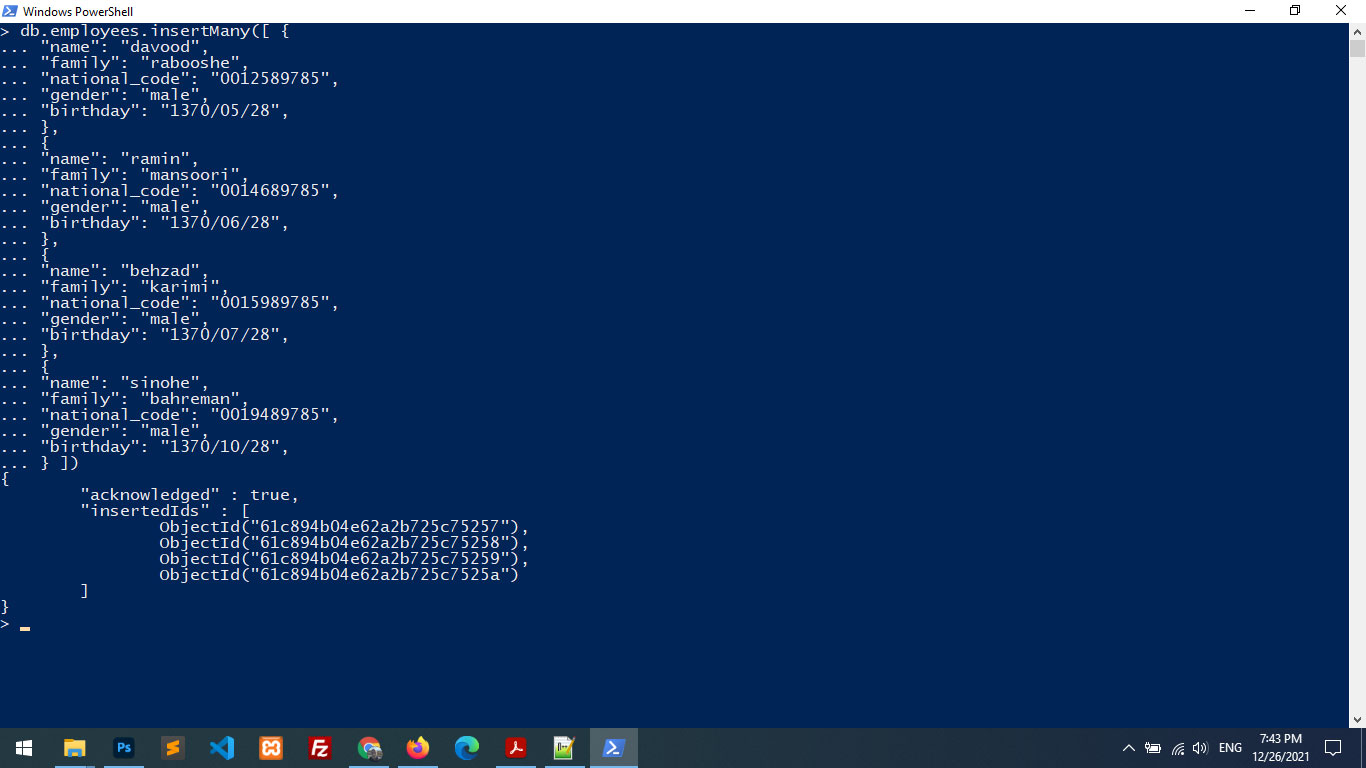 Windows PowerShell
> db.employees.insertMany([ {
... "name": "davood",
... "family": "rabooshe",
... "national_code": "0012589785",
... "gender": "male",
... "birthday": "1370/05/28",
... },
... {
... "name": "ramin",
... "family": "mansoori",
... "national_code": "0014689785",
... "gender": "male",
... "birthday": "1370/06/28",
... },
... {
... "name": "behzad",
... "family": "karimi",
... "national_code": "0015989785",
... "gender": "male",
... "birthday": "1370/07/28",
... },
... {
... "name": "sinohe",
... "family": "bahreman",
... "national_code": "0019489785",
... "gender": "male",
... "birthday": "1370/10/28",
... } ])
{
"acknowledged" : true,
"insertedIds" : [
ObjectId("61c894b04e62a2b725c75257"),
ObjectId("61c894b04e62a2b725c75258"),
ObjectId("61c894b04e62a2b725c75259"),
ObjectId("61c894b04e62a2b725c7525a")
]
}
>
Ps
Fz
ENG
7:43 PM
12/26/2021